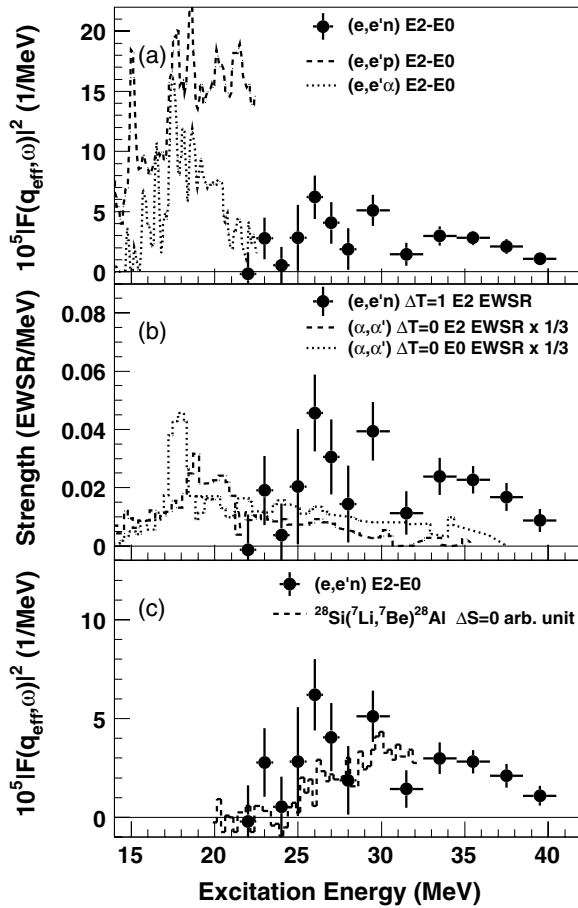 (a)
(e,e'n) E2-E0
(e,e'p) E2-E0
(e,e'α) E2-E0
10⁵|F(q_eff,ω)|² (1/MeV)
20
15
10
5
0
(b)
(e,e'n) ΔT=1 E2 EWSR
(α,α') ΔT=0 E2 EWSR x 1/3
(α,α') ΔT=0 E0 EWSR x 1/3
Strength (EWSR/MeV)
0.08
0.06
0.04
0.02
0
(c)
(e,e'n) E2-E0
²⁸Si(⁷Li,⁷Be)²⁸Al ΔS=0 arb. unit
10⁵|F(q_eff,ω)|² (1/MeV)
10
5
0
15 20 25 30 35 40
Excitation Energy (MeV)